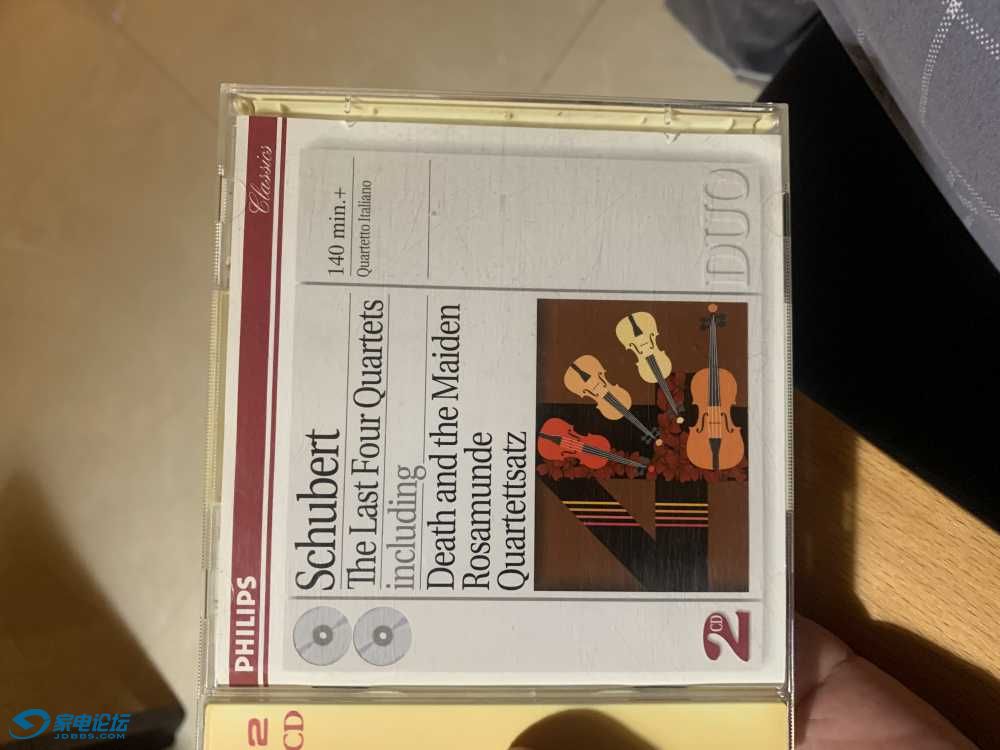 PHILIPS
Classics
Schubert
The Last Four Quartets
including
Death and the Maiden
Rosamunde
Quartettsatz
140 min.+
Quartetto Italiano
DUO
2
CD
2
CD
家电论坛
JDBBS.COM